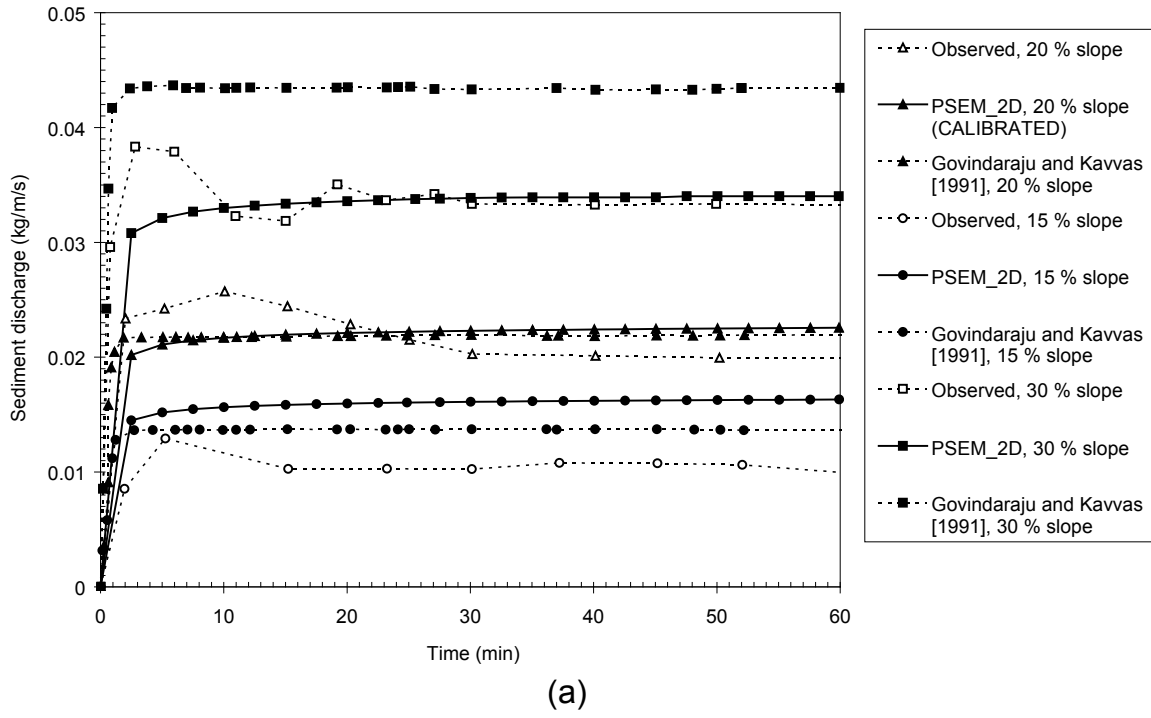 0.05
0.04
0.03
0.02
0.01
0
Sediment discharge (kg/m/s)
0 10 20 30 40 50 60
Time (min)
Observed, 20 % slope
PSEM_2D, 20 % slope
(CALIBRATED)
Govindaraju and Kavvas
[1991], 20 % slope
Observed, 15 % slope
PSEM_2D, 15 % slope
Govindaraju and Kavvas
[1991], 15 % slope
Observed, 30 % slope
PSEM_2D, 30 % slope
Govindaraju and Kavvas
[1991], 30 % slope
(a)